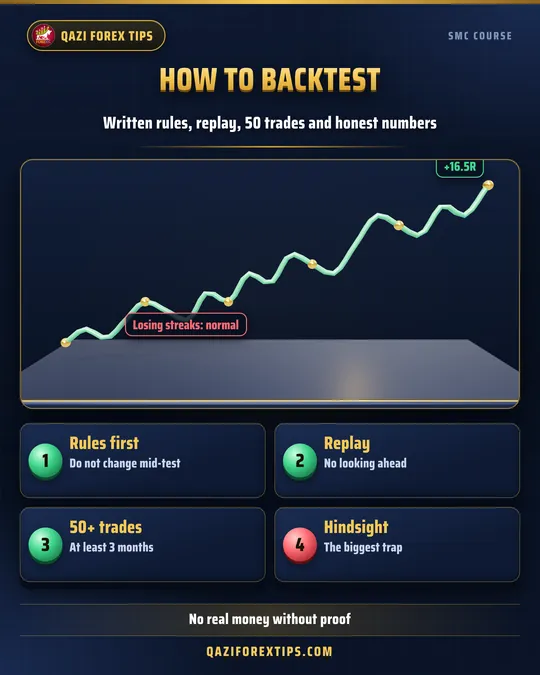 QAZI FOREX TIPS
SMC COURSE
HOW TO BACKTEST
Written rules, replay, 50 trades and honest numbers
+16.5R
Losing streaks: normal
1
Rules first
Do not change mid-test
2
Replay
No looking ahead
3
50+ trades
At least 3 months
4
Hindsight
The biggest trap
No real money without proof
QAZIFOREXTIPS.COM